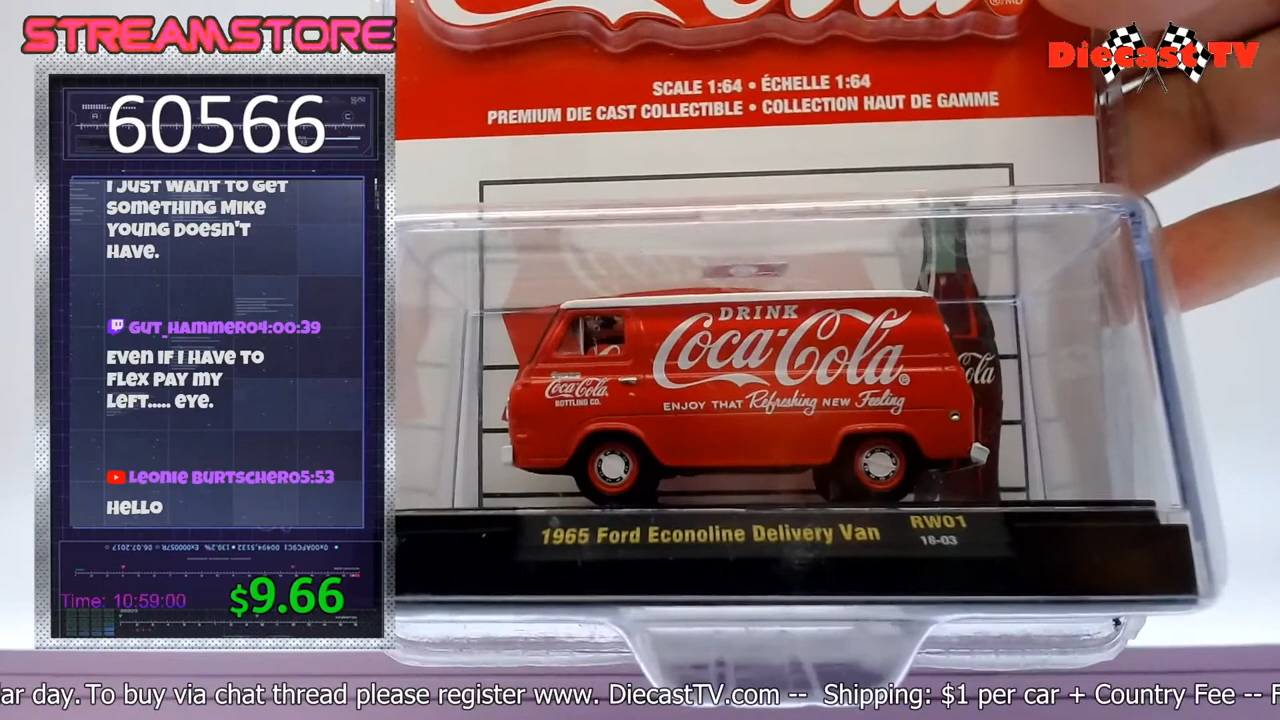 STREAMSTORE
60566
I JUST WANT TO GET
SOMETHING MIKE
YOUNG DOESN'T
HAVE.
GUT_HAMMER04:00:39
EVEN IF I HAVE TO
FLEX PAY MY
LEFT..... EYE.
LEONIE BURTSCHER05:53
HELLO
Time: 10:59:00
$9.66
Diecast TV
SCALE 1:64 • ÉCHELLE 1:64
PREMIUM DIE CAST COLLECTIBLE • COLLECTION HAUT DE GAMME
DRINK
Coca-Cola
ENJOY THAT Refreshing NEW Feeling
Coca-Cola
BOTTLING CO.
1965 Ford Econoline Delivery Van
RW01
18-03
lar day. To buy via chat thread please register www. DiecastTV.com -- Shipping: $1 per car + Country Fee -- F